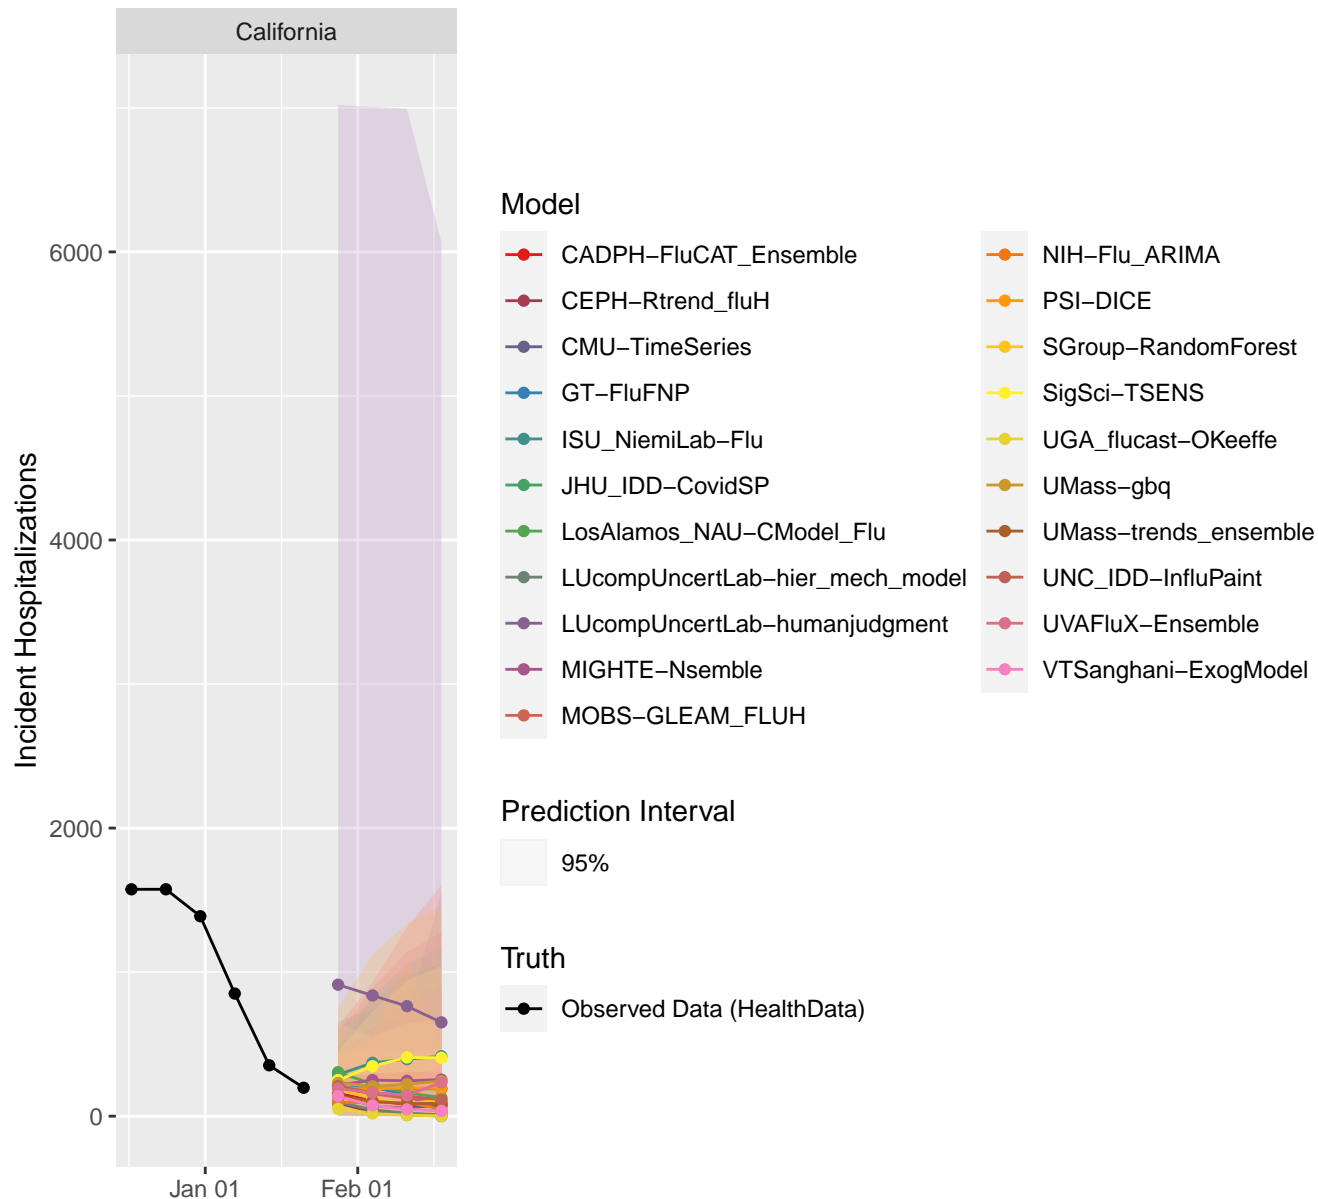 California
Incident Hospitalizations
6000
4000
2000
0
Jan 01
Feb 01
Model
CADPH−FluCAT_Ensemble
CEPH−Rtrend_fluH
CMU−TimeSeries
GT−FluFNP
ISU_NiemiLab−Flu
JHU_IDD−CovidSP
LosAlamos_NAU−CModel_Flu
LUcompUncertLab−hier_mech_model
LUcompUncertLab−humanjudgment
MIGHTE−Nsemble
MOBS−GLEAM_FLUH
NIH−Flu_ARIMA
PSI−DICE
SGroup−RandomForest
SigSci−TSENS
UGA_flucast−OKeeffe
UMass−gbq
UMass−trends_ensemble
UNC_IDD−InfluPaint
UVAFluX−Ensemble
VTSanghani−ExogModel
Prediction Interval
95%
Truth
Observed Data (HealthData)